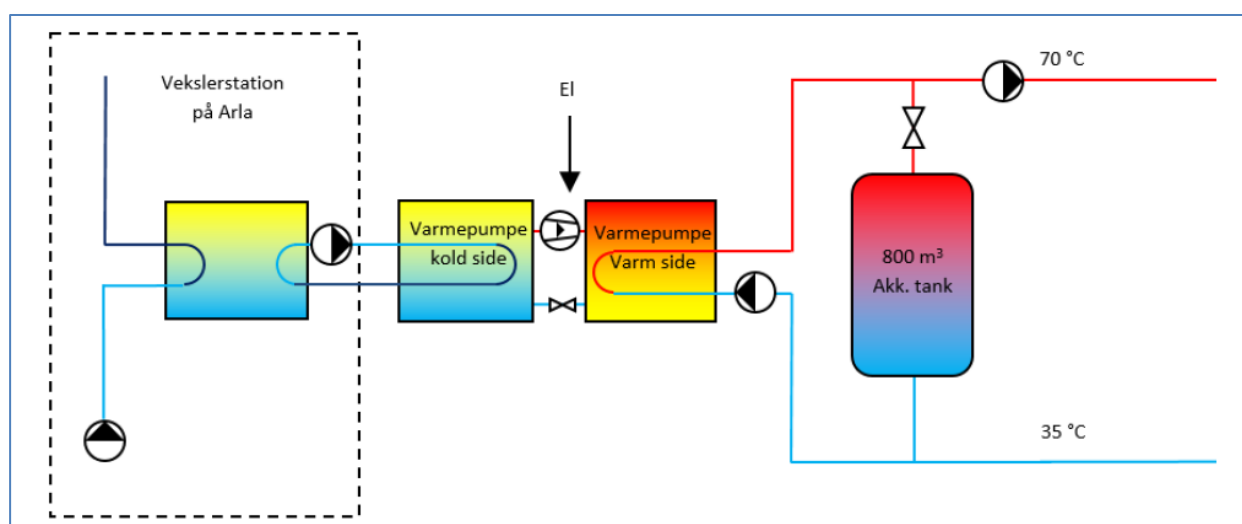 Vekslerstation
på Arla
El
70 °C
Varmepumpe
kold side
Varmepumpe
Varm side
800 m³
Akk. tank
35 °C